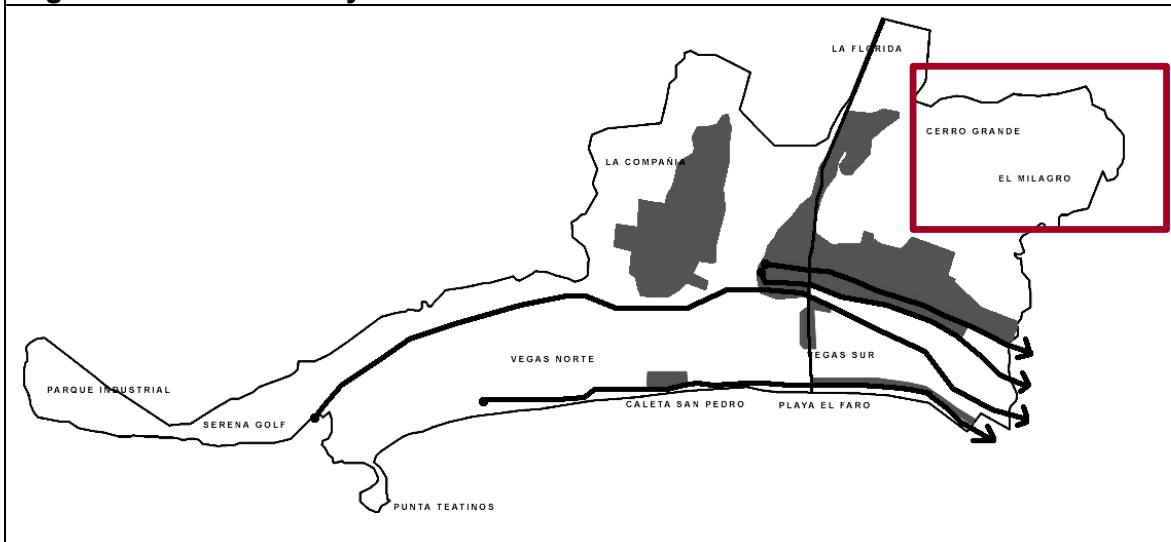 LA FLORIDA
CERRO GRANDE
LA COMPAÑIA
EL MILAGRO
VEGAS NORTE
VEGAS SUR
PARQUE INDUSTRIAL
CALETA SAN PEDRO
PLAYA EL FARO
SERENA GOLF
PUNTA TEATINOS